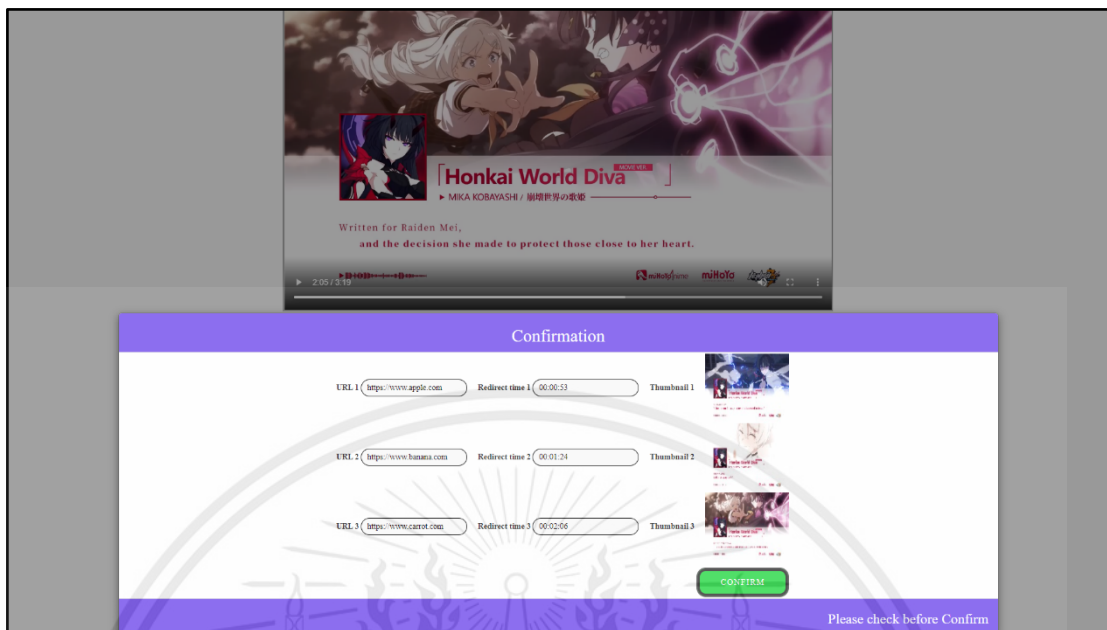 「Honkai World Diva MOVIE VER. 」
▶ MIKA KOBAYASHI / 崩壊世界の歌姫
Written for Raiden Mei,
and the decision she made to protect those close to her heart.
miHoYo
2:05 / 3:19
Confirmation
URL 1 https://www.apple.com Redirect time 1 00:00:53 Thumbnail 1
URL 2 https://www.banana.com Redirect time 2 00:01:24 Thumbnail 2
URL 3 https://www.carrot.com Redirect time 3 00:02:06 Thumbnail 3
CONFIRM
Please check before Confirm